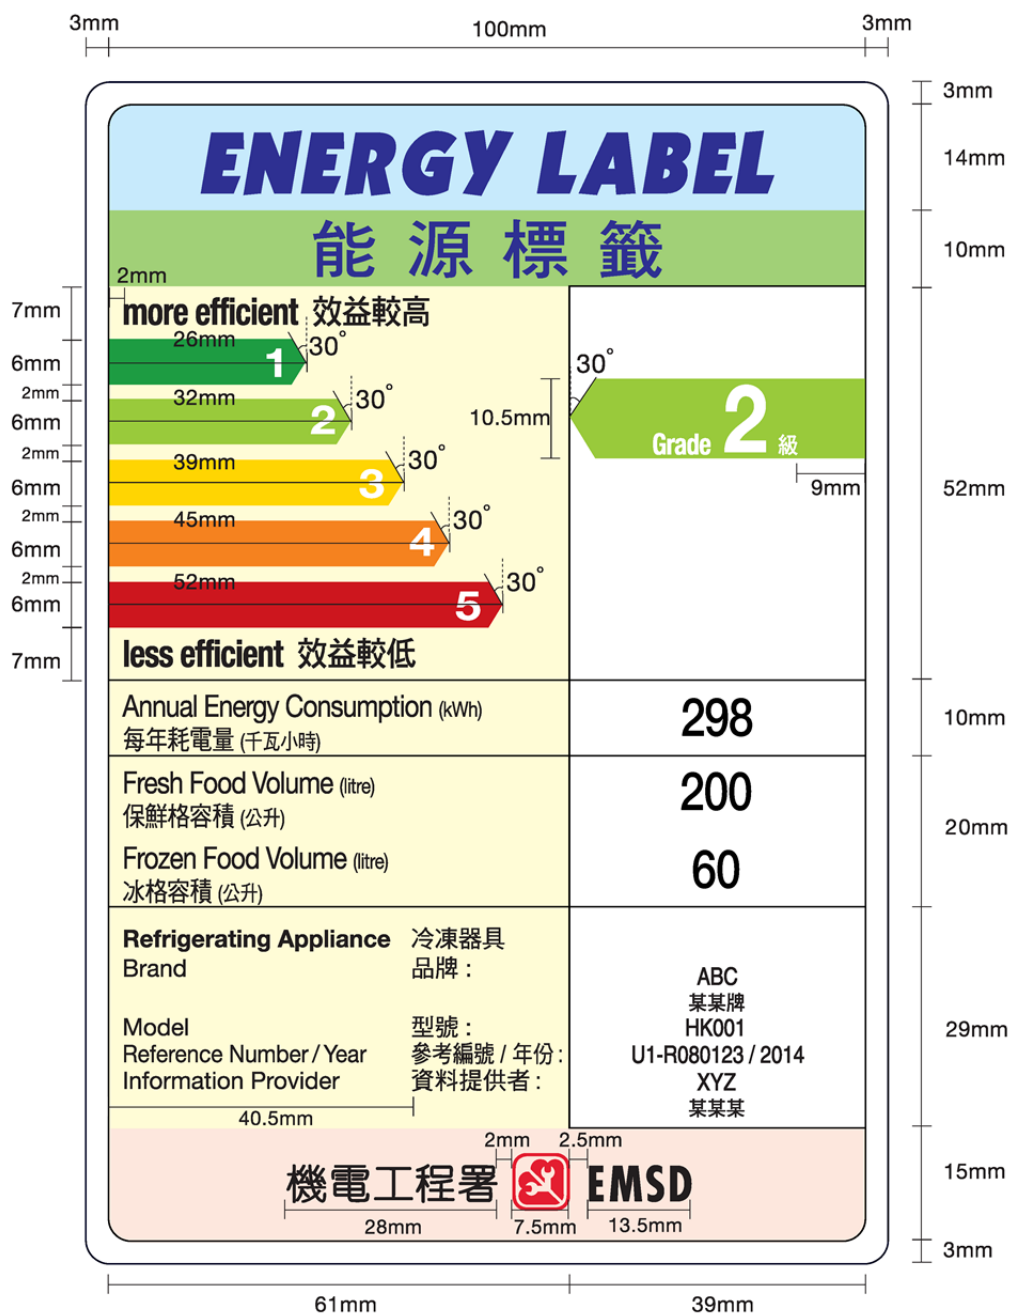 3mm
100mm
3mm
3mm
ENERGY LABEL
14mm
能源標籤
10mm
2mm
7mm
more efficient 效益較高
26mm
30°
6mm
1
30°
2mm
32mm
30°
6mm
2
10.5mm
Grade 2 級
2mm
39mm
30°
6mm
3
9mm
52mm
2mm
45mm
30°
6mm
4
2mm
52mm
30°
6mm
5
7mm
less efficient 效益較低
Annual Energy Consumption (kWh)
每年耗電量 (千瓦小時)
298
10mm
Fresh Food Volume (litre)
保鮮格容積 (公升)
200
20mm
Frozen Food Volume (litre)
冰格容積 (公升)
60
Refrigerating Appliance 冷凍器具
Brand 品牌 :
ABC
某某牌
Model 型號 :
HK001
29mm
Reference Number / Year 參考編號 / 年份 :
U1-R080123 / 2014
Information Provider 資料提供者 :
XYZ
某某某
40.5mm
2mm
2.5mm
機電工程署 EMSD
15mm
28mm
7.5mm
13.5mm
3mm
61mm
39mm